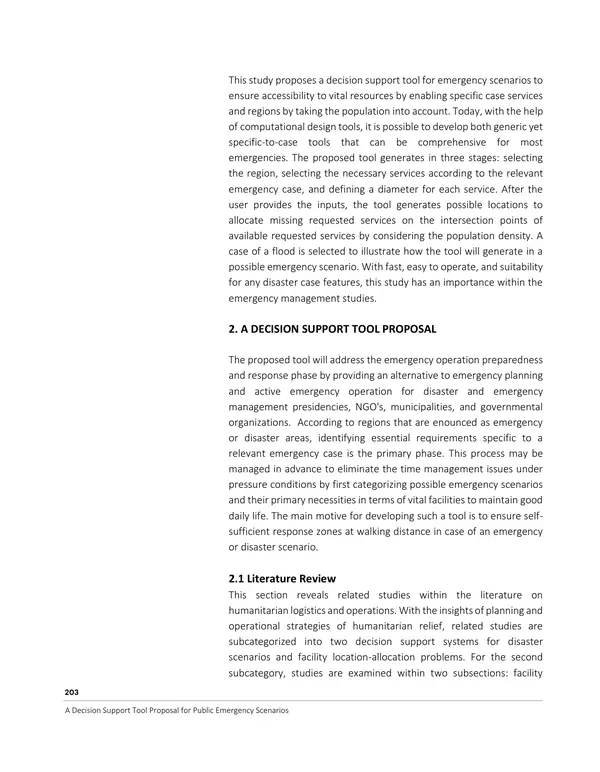 This study proposes a decision support tool for emergency scenarios to
ensure accessibility to vital resources by enabling specific case services
and regions by taking the population into account. Today, with the help
of computational design tools, it is possible to develop both generic yet
specific-to-case tools that can be comprehensive for most
emergencies. The proposed tool generates in three stages: selecting
the region, selecting the necessary services according to the relevant
emergency case, and defining a diameter for each service. After the
user provides the inputs, the tool generates possible locations to
allocate missing requested services on the intersection points of
available requested services by considering the population density. A
case of a flood is selected to illustrate how the tool will generate in a
possible emergency scenario. With fast, easy to operate, and suitability
for any disaster case features, this study has an importance within the
emergency management studies.
2. A DECISION SUPPORT TOOL PROPOSAL
The proposed tool will address the emergency operation preparedness
and response phase by providing an alternative to emergency planning
and active emergency operation for disaster and emergency
management presidencies, NGO's, municipalities, and governmental
organizations. According to regions that are enounced as emergency
or disaster areas, identifying essential requirements specific to a
relevant emergency case is the primary phase. This process may be
managed in advance to eliminate the time management issues under
pressure conditions by first categorizing possible emergency scenarios
and their primary necessities in terms of vital facilities to maintain good
daily life. The main motive for developing such a tool is to ensure self-
sufficient response zones at walking distance in case of an emergency
or disaster scenario.
2.1 Literature Review
This section reveals related studies within the literature on
humanitarian logistics and operations. With the insights of planning and
operational strategies of humanitarian relief, related studies are
subcategorized into two decision support systems for disaster
scenarios and facility location-allocation problems. For the second
subcategory, studies are examined within two subsections: facility
203
A Decision Support Tool Proposal for Public Emergency Scenarios